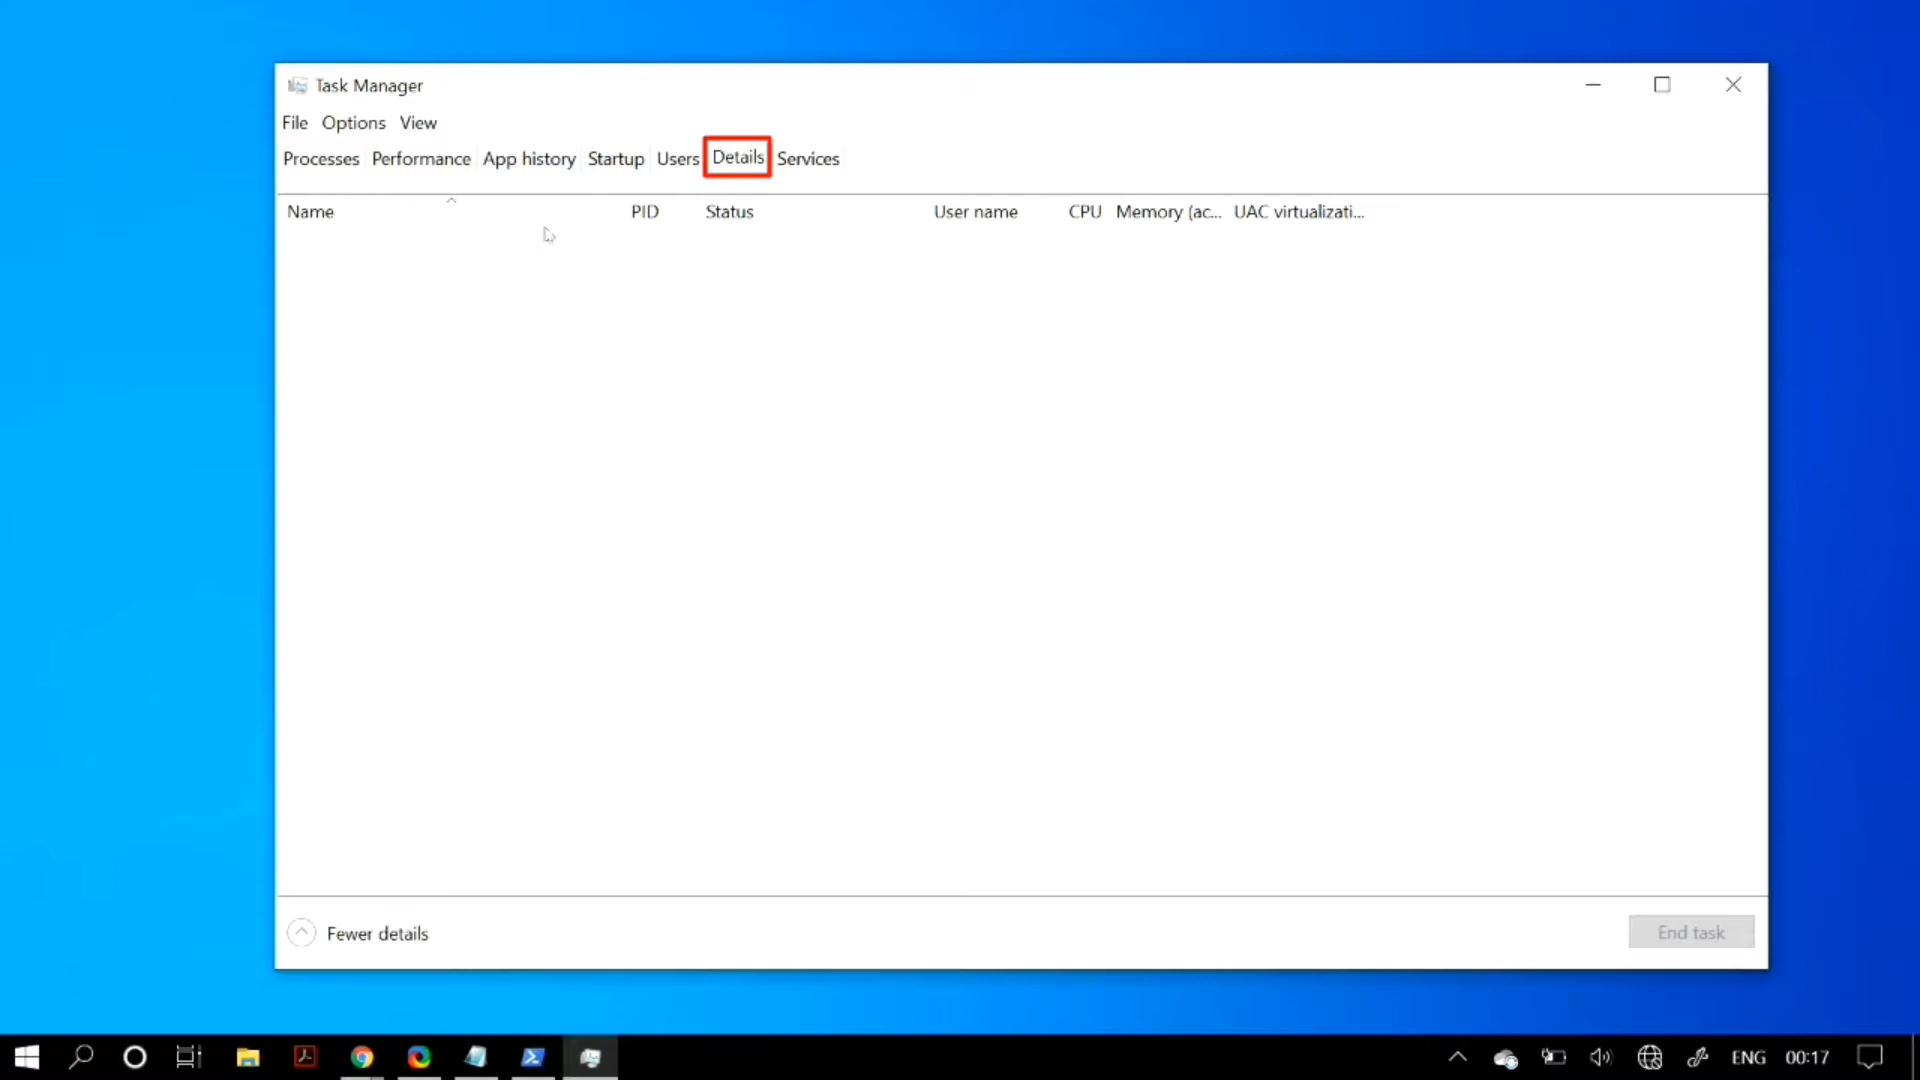 Task Manager
File Options View
Processes Performance App history Startup Users Details Services
Name PID Status User name CPU Memory (ac... UAC virtualizati...
Fewer details End task
ENG 00:17